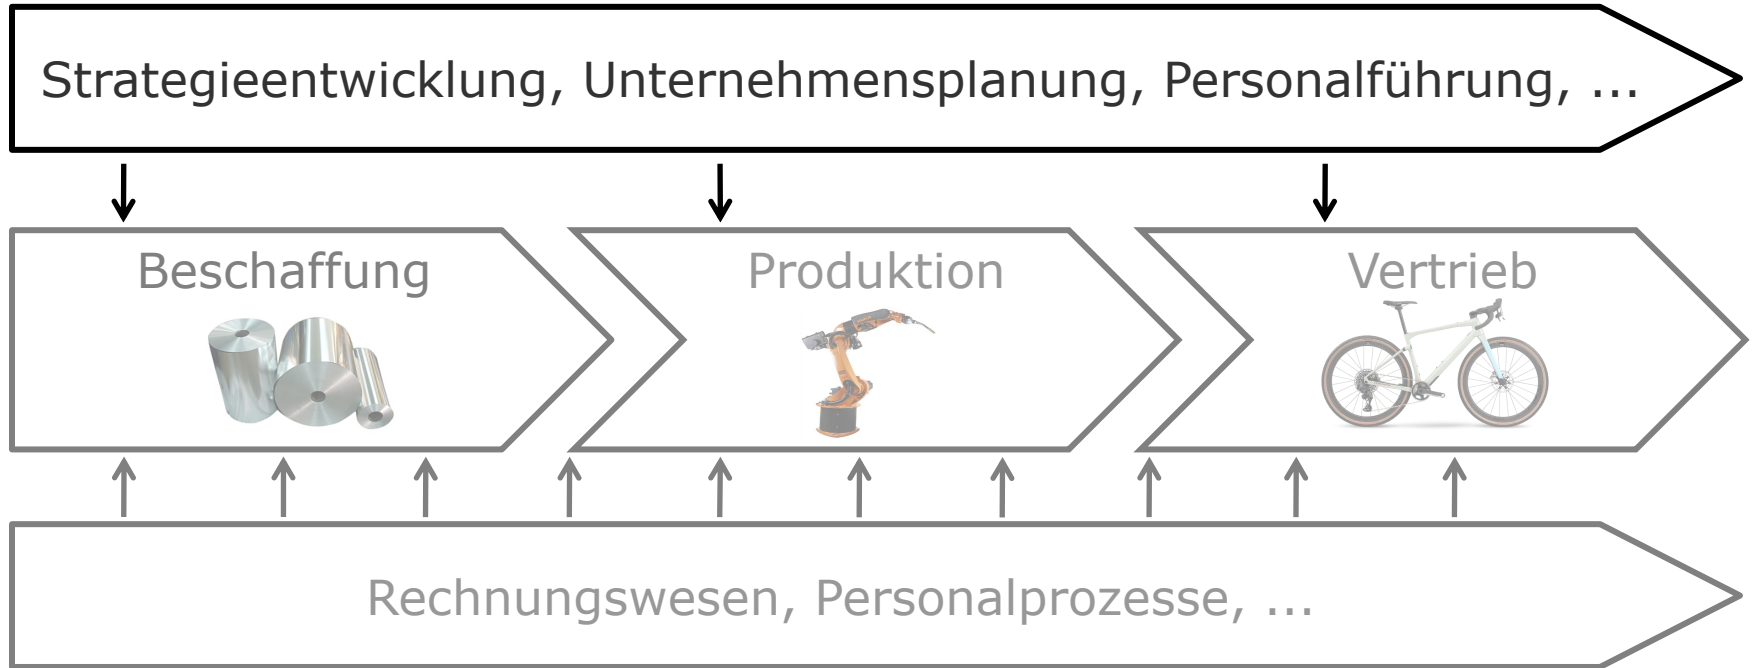 Strategieentwicklung, Unternehmensplanung, Personalführung, ...
Beschaffung
Produktion
Vertrieb
Rechnungswesen, Personalprozesse, ...